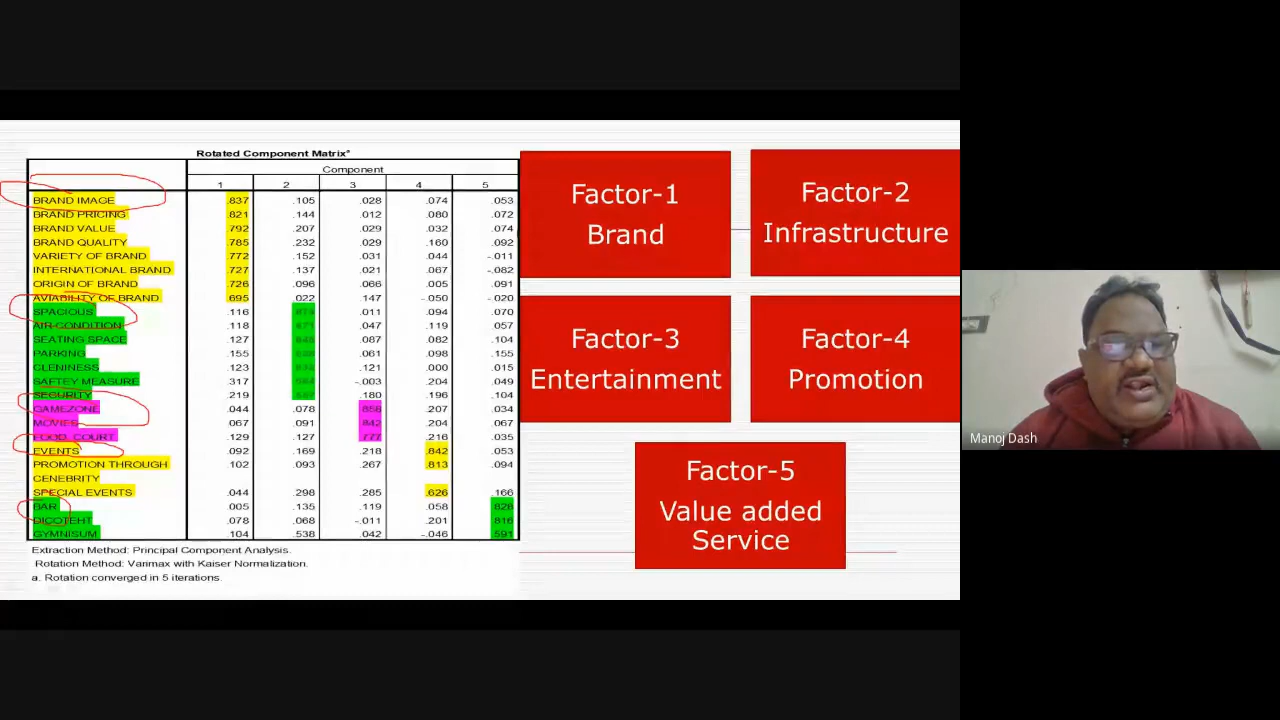 Rotated Component Matrixª
Component
1 2 3 4 5
BRAND IMAGE .837 .105 .028 .074 .053
BRAND PRICING .821 .144 .012 .080 .072
BRAND VALUE .792 .207 .029 .032 .074
BRAND QUALITY .785 .232 .029 .160 .092
VARIETY OF BRAND .772 .152 .031 .044 -.011
INTERNATIONAL BRAND .727 .137 .021 .067 -.082
ORIGIN OF BRAND .726 .096 .066 .005 .091
AVIABILITY OF BRAND .695 .022 .147 -.050 -.020
SPACIOUS .116 .011 .094 .070
AIR CONDITION .118 .047 .119 .057
SEATING SPACE .127 .087 .082 .104
PARKING .155 .061 .098 .155
CLENINESS .123 .121 .000 .015
SAFTEY MEASURE .317 -.003 .204 .049
SECURITY .219 .180 .196 .104
GAMEZONE .044 .078 .858 .207 .034
MOVIES .067 .091 .842 .204 .067
FOOD COURT .129 .127 .777 .216 .035
EVENTS .092 .169 .218 .842 .053
PROMOTION THROUGH .102 .093 .267 .813 .094
CENEBRITY
SPECIAL EVENTS .044 .298 .285 .626 .166
BAR .005 .135 .119 .058 .828
DICOTEHT .078 .068 -.011 .201 .816
GYMNISUM .104 .538 .042 -.046 .591
Extraction Method: Principal Component Analysis.
Rotation Method: Varimax with Kaiser Normalization.
a. Rotation converged in 5 iterations.
Factor-1
Brand
Factor-2
Infrastructure
Factor-3
Entertainment
Factor-4
Promotion
Factor-5
Value added
Service
Manoj Dash